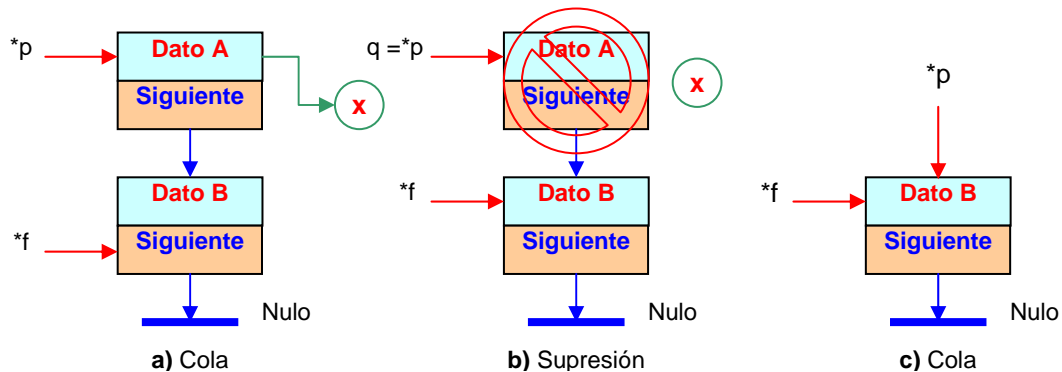 *p
Dato A
Siguiente
x
Dato B
*f
Siguiente
Nulo
a) Cola
q =*p
Dato A
Siguiente
x
*f
Dato B
Siguiente
Nulo
b) Supresión
*p
*f
Dato B
Siguiente
Nulo
c) Cola